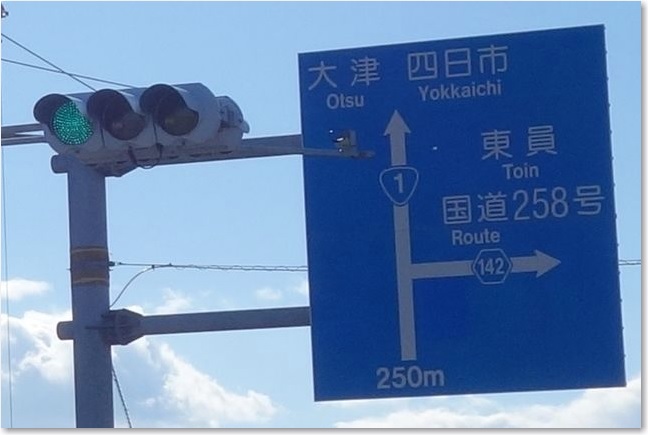 大津 四日市
Otsu Yokkaichi
東員
Toin
国道258号
Route
1
142
250m